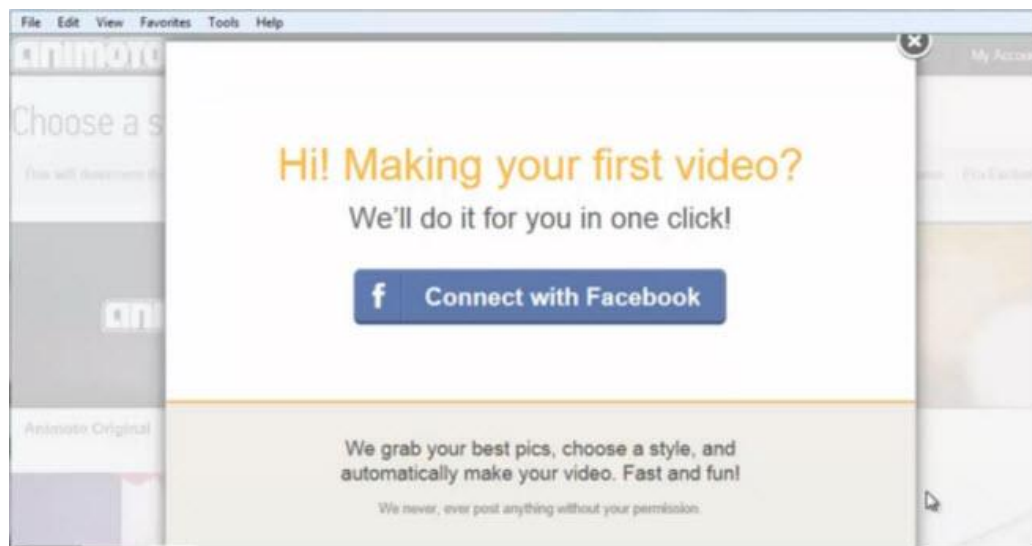 File Edit View Favorites Tools Help
animoto
My Accou
Choose a s
Hi! Making your first video?
We'll do it for you in one click!
f Connect with Facebook
Animoto Original
We grab your best pics, choose a style, and
automatically make your video. Fast and fun!
We never, ever post anything without your permission.